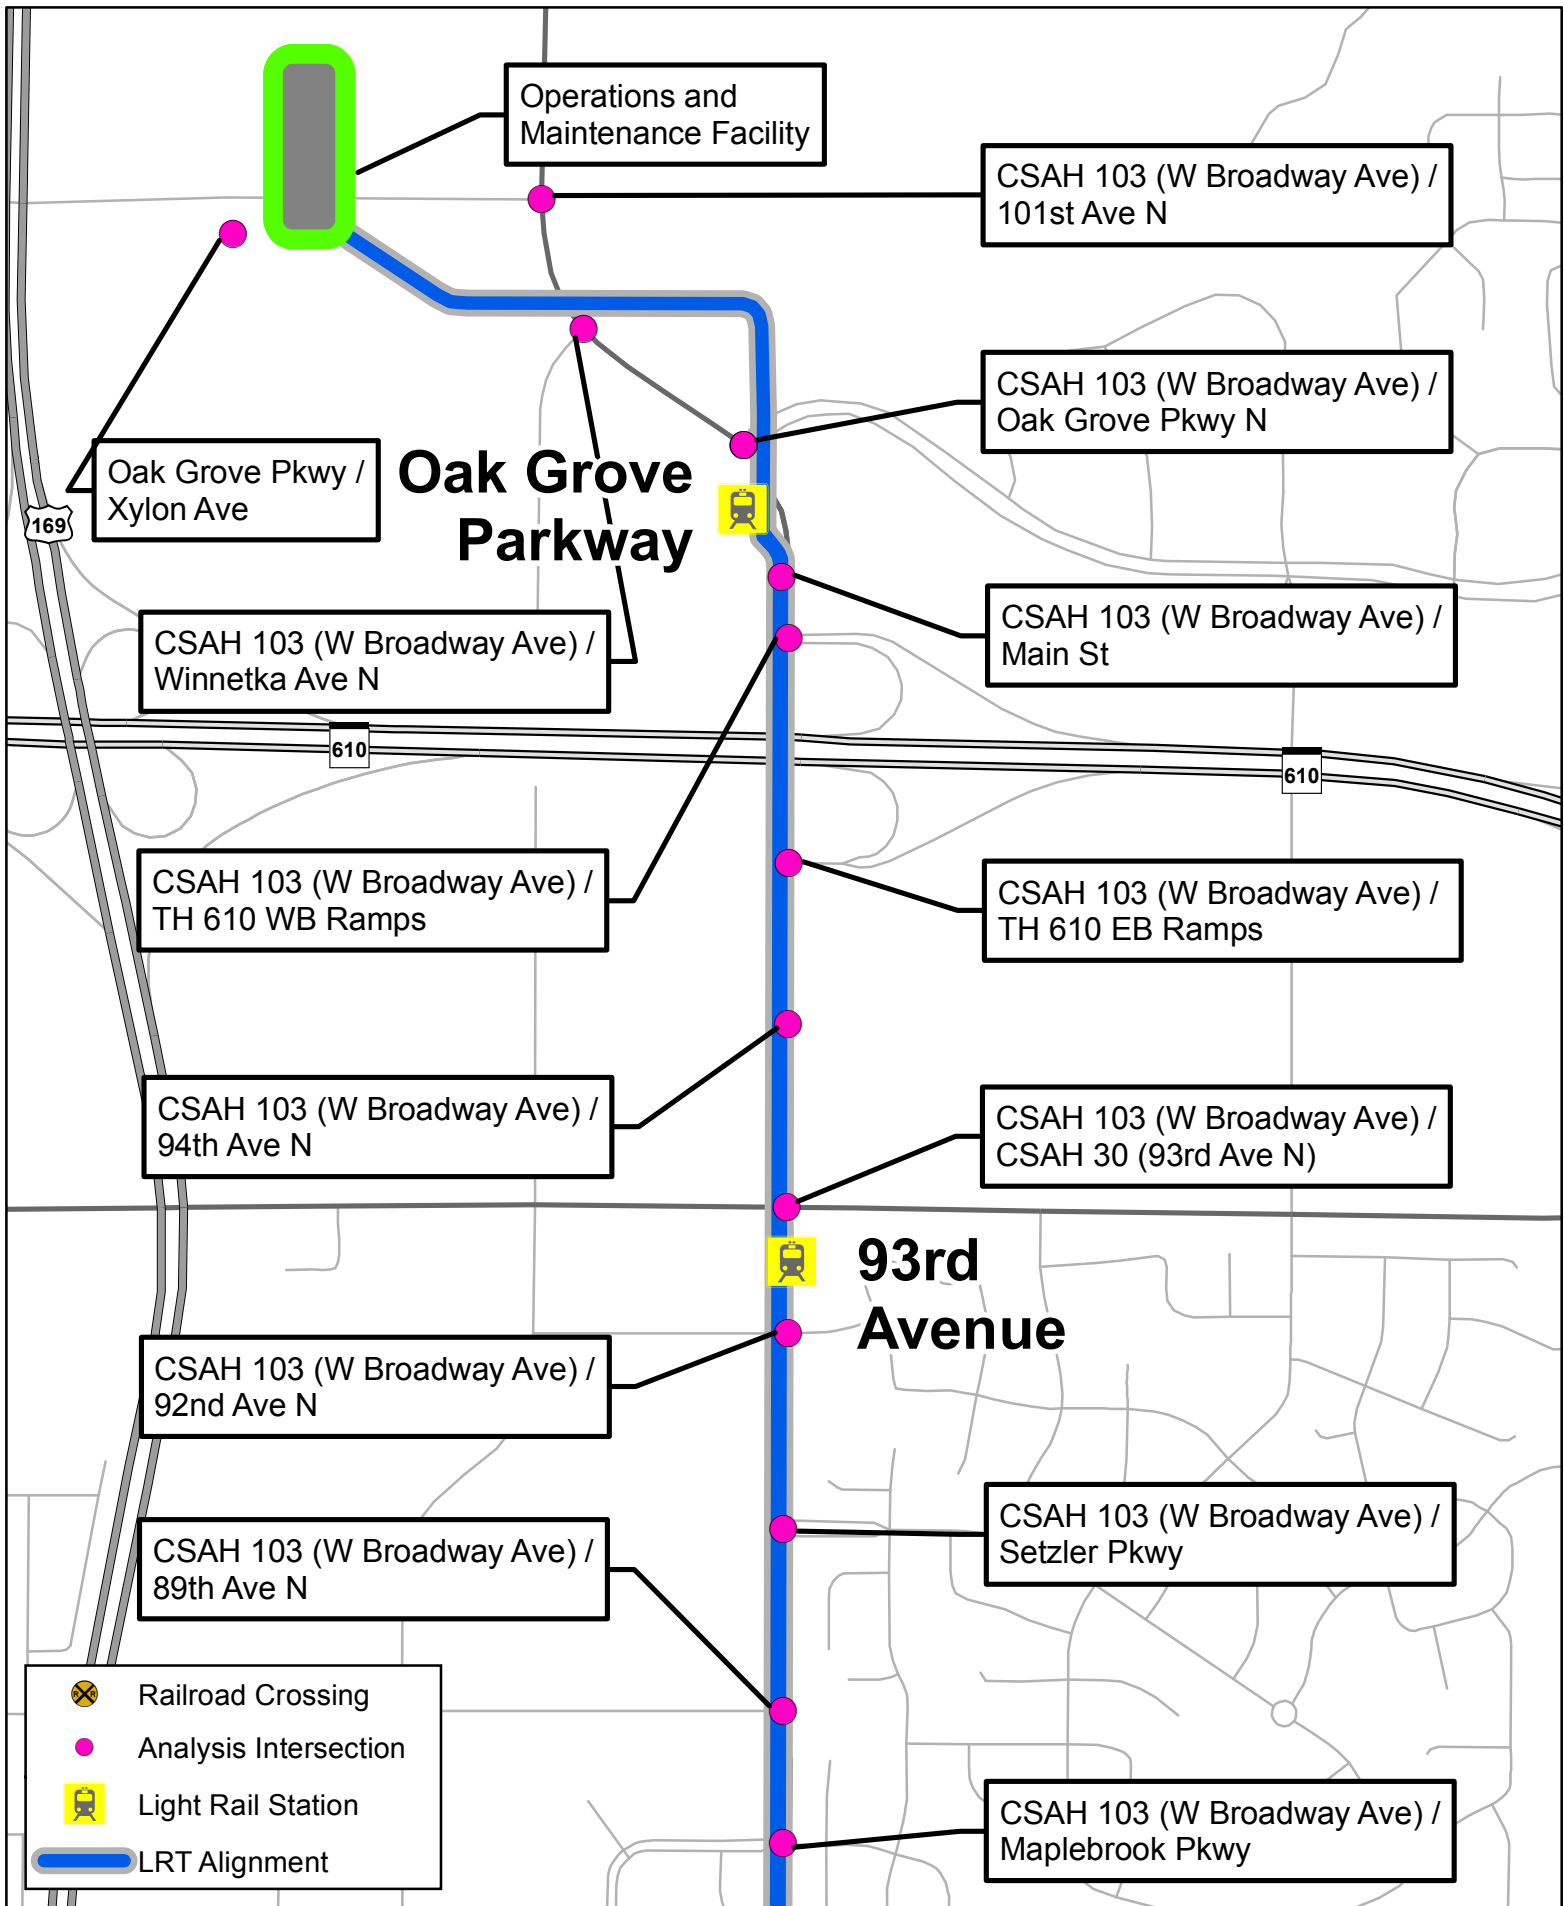 Operations and
Maintenance Facility
CSAH 103 (W Broadway Ave) /
101st Ave N
CSAH 103 (W Broadway Ave) /
Oak Grove Pkwy N
Oak Grove Pkwy /
Xylon Ave
Oak Grove
Parkway
169
CSAH 103 (W Broadway Ave) /
Winnetka Ave N
CSAH 103 (W Broadway Ave) /
Main St
610
610
CSAH 103 (W Broadway Ave) /
TH 610 WB Ramps
CSAH 103 (W Broadway Ave) /
TH 610 EB Ramps
CSAH 103 (W Broadway Ave) /
94th Ave N
CSAH 103 (W Broadway Ave) /
CSAH 30 (93rd Ave N)
93rd
Avenue
CSAH 103 (W Broadway Ave) /
92nd Ave N
CSAH 103 (W Broadway Ave) /
Setzler Pkwy
CSAH 103 (W Broadway Ave) /
89th Ave N
CSAH 103 (W Broadway Ave) /
Maplebrook Pkwy
R R
Railroad Crossing
Analysis Intersection
Light Rail Station
LRT Alignment